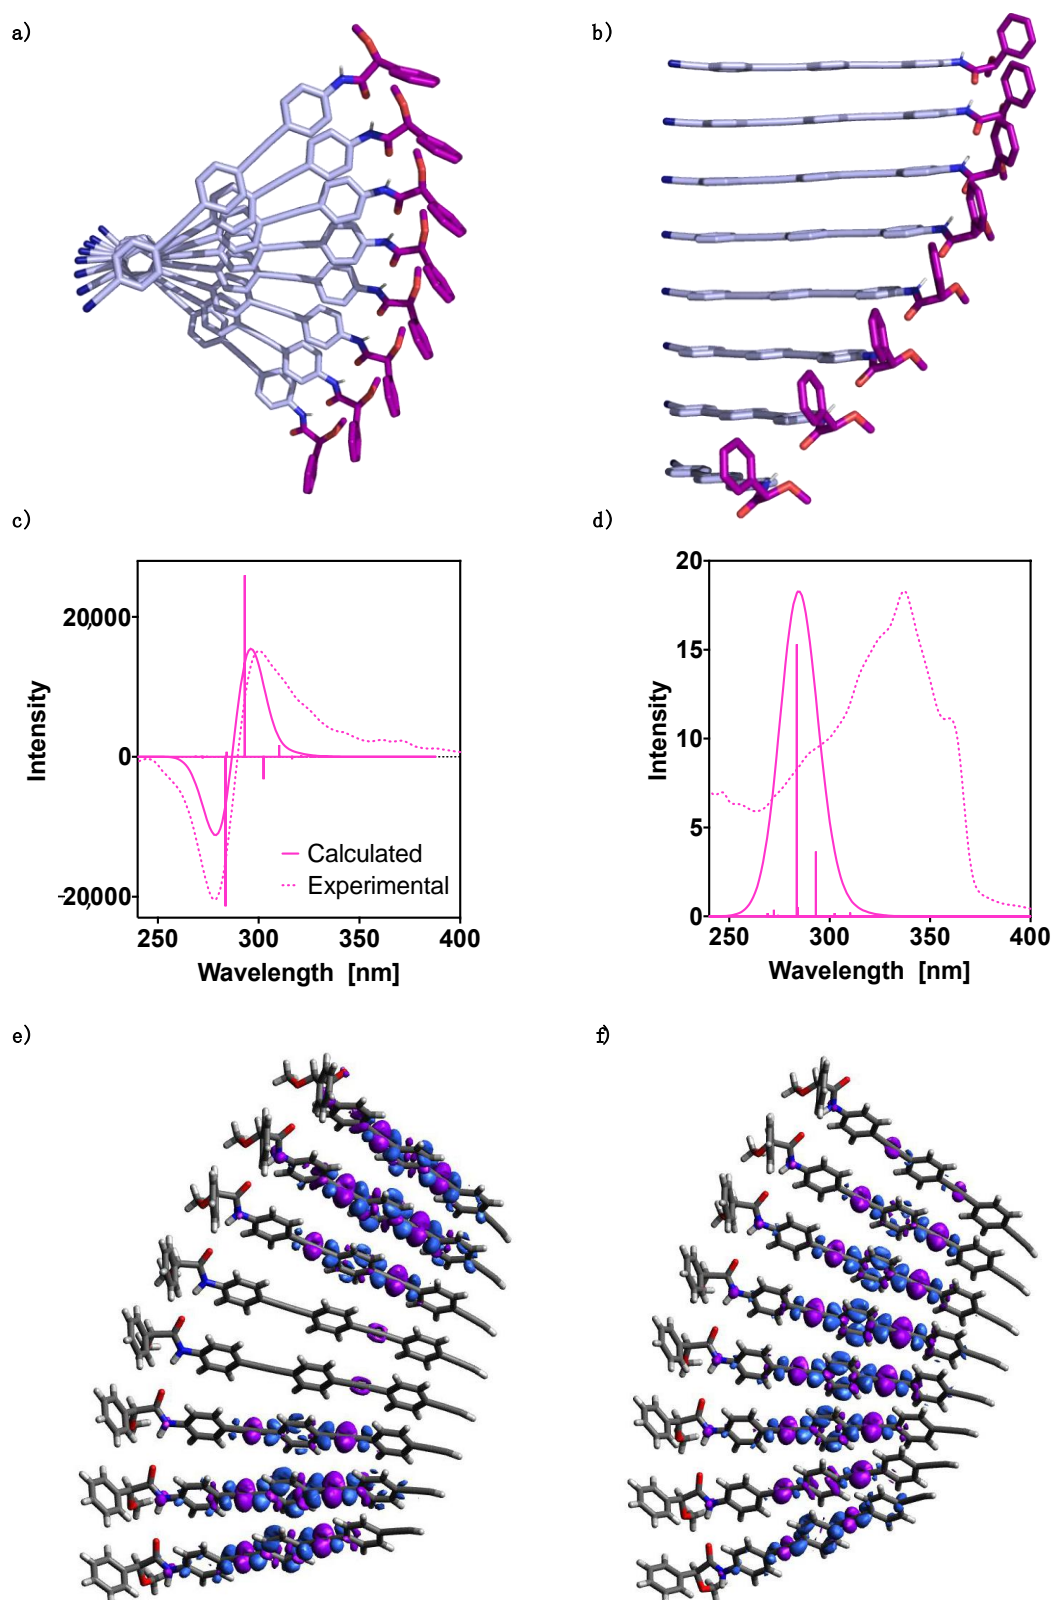 a)
b)
c)
d)
20,000
0
-20,000
Intensity
Calculated
Experimental
250 300 350 400
Wavelength [nm]
20
15
10
5
0
Intensity
250 300 350 400
Wavelength [nm]
e)
f)